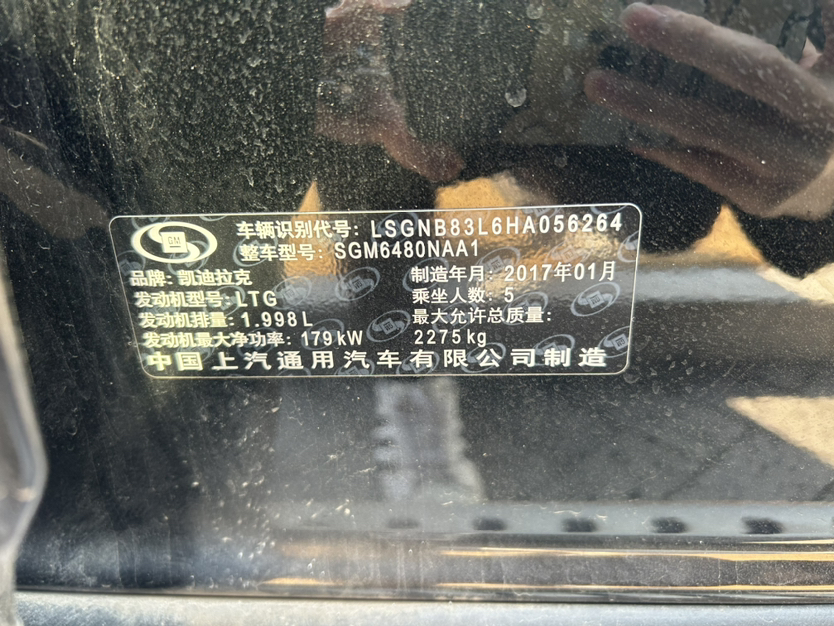 GM
车辆识别代号: LSGNB83L6HA056264
整车型号: SGM6480NAA1
品牌: 凯迪拉克
制造年月: 2017年01月
发动机型号: LTG
乘坐人数: 5
发动机排量: 1.998L
最大允许总质量:
发动机最大净功率: 179kW
2275kg
中国上汽通用汽车有限公司制造